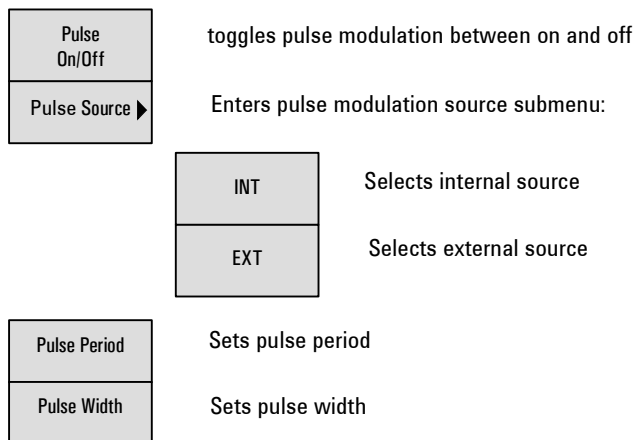 Pulse
On/Off
toggles pulse modulation between on and off
Pulse Source
Enters pulse modulation source submenu:
INT
Selects internal source
EXT
Selects external source
Pulse Period
Sets pulse period
Pulse Width
Sets pulse width